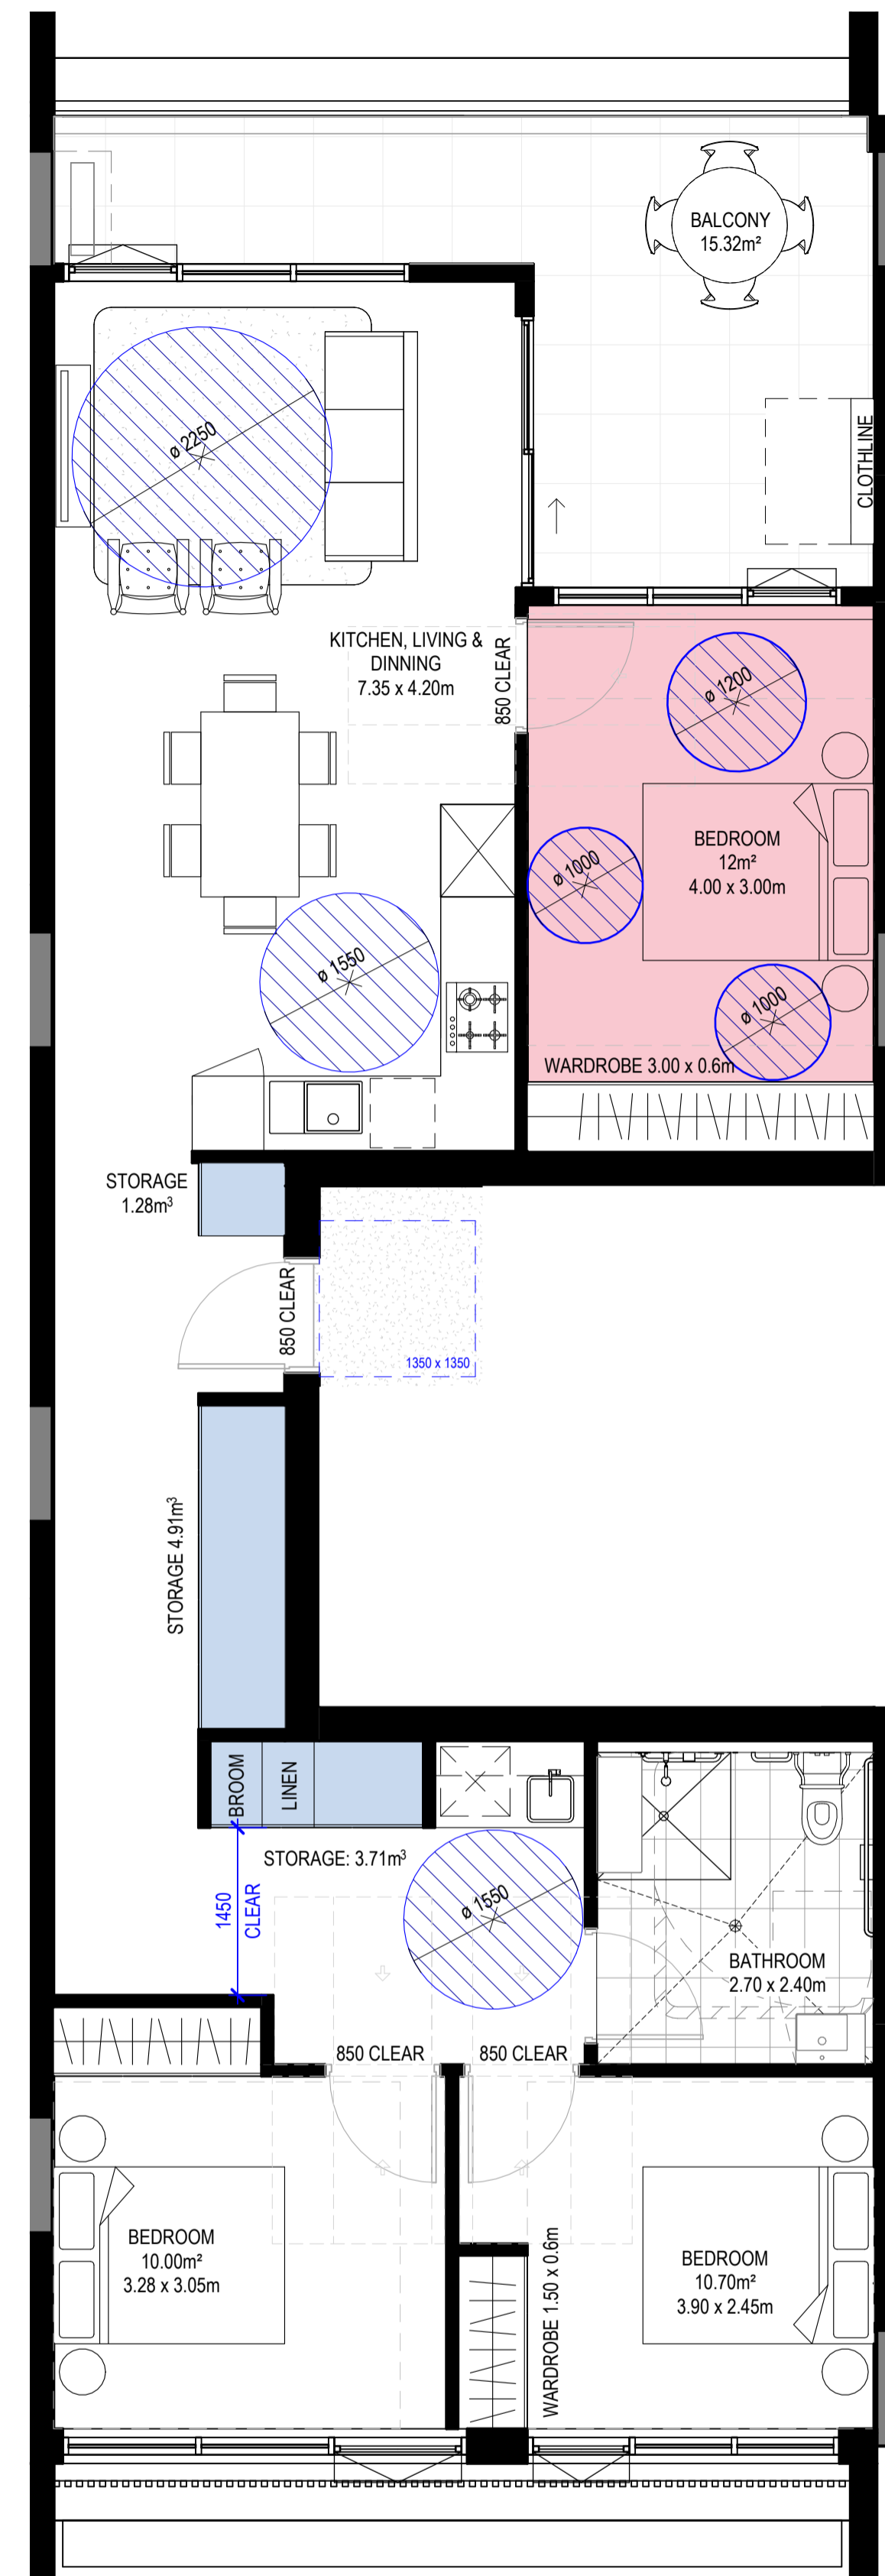 BALCONY
15.32m²
ø 2250
CLOTHLINE
KITCHEN, LIVING &
DINNING
7.35 x 4.20m
850 CLEAR
ø 1200
BEDROOM
12m²
4.00 x 3.00m
ø 1000
ø 1550
ø 1000
WARDROBE 3.00 x 0.6m
STORAGE
1.28m³
850 CLEAR
1350 x 1350
STORAGE 4.91m³
BROOM
LINEN
STORAGE: 3.71m³
1450
CLEAR
ø 1550
BATHROOM
2.70 x 2.40m
850 CLEAR
850 CLEAR
BEDROOM
10.00m²
3.28 x 3.05m
WARDROBE 1.50 x 0.6m
BEDROOM
10.70m²
3.90 x 2.45m